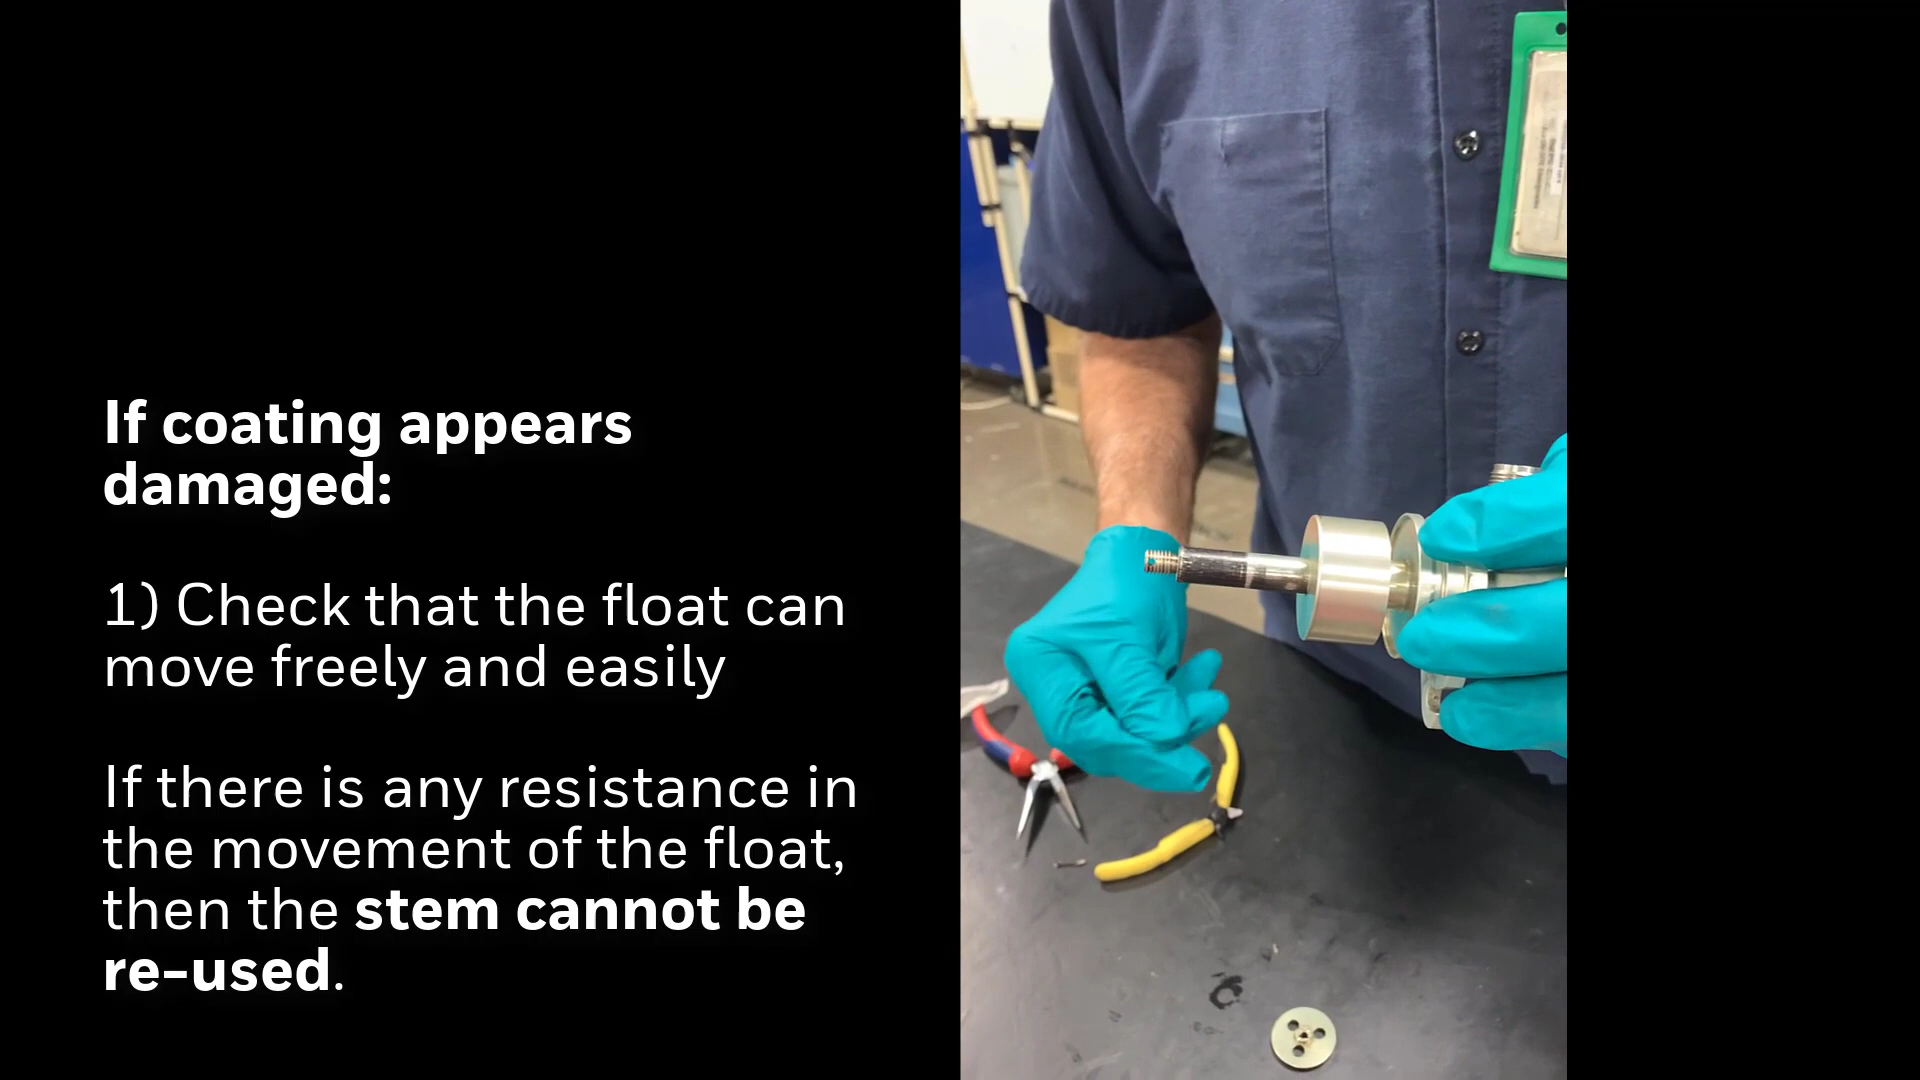 If coating appears
damaged:
1) Check that the float can
move freely and easily
If there is any resistance in
the movement of the float,
then the stem cannot be
re-used.